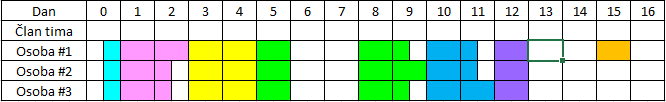 Dan 0 1 2 3 4 5 6 7 8 9 10 11 12 13 14 15 16
Član tima
Osoba #1
Osoba #2
Osoba #3